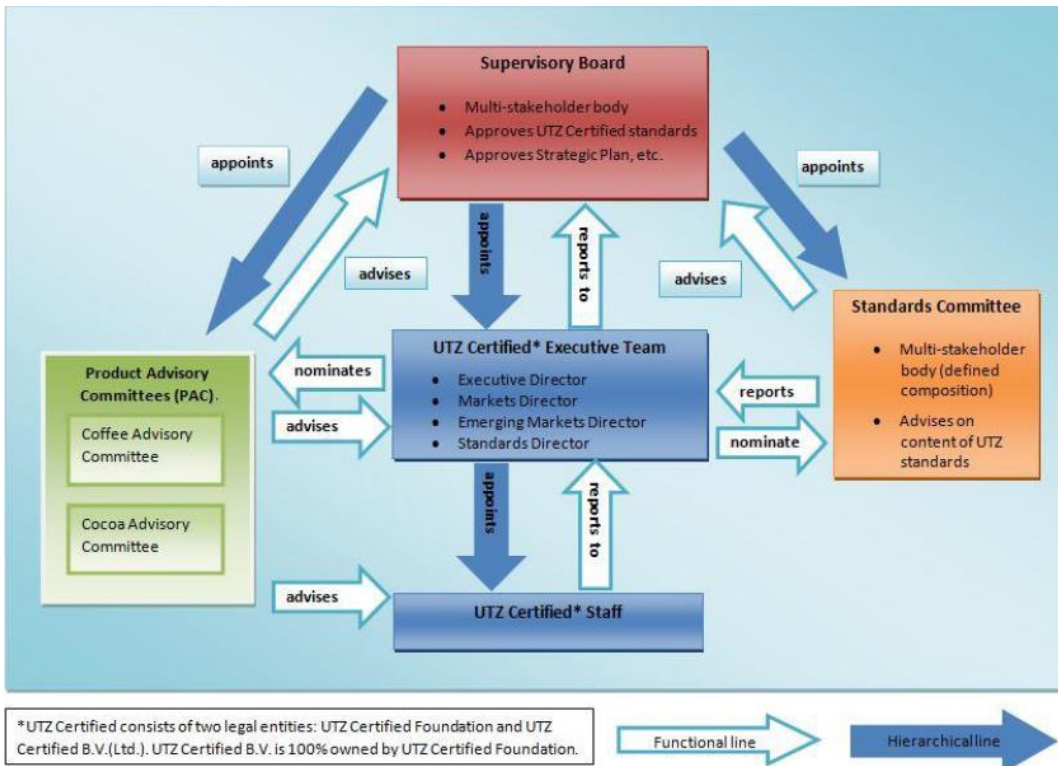 Supervisory Board
• Multi-stakeholder body
• Approves UTZ Certified standards
• Approves Strategic Plan, etc.
appoints
appoints
appoints
reports to
advises
advises
Standards Committee
• Multi-stakeholder
body (defined
composition)
• Advises on
content of UTZ
standards
UTZ Certified* Executive Team
• Executive Director
• Markets Director
• Emerging Markets Director
• Standards Director
Product Advisory
Committees (PAC).
Coffee Advisory
Committee
Cocoa Advisory
Committee
nominates
advises
reports
nominate
appoints
reports to
advises
UTZ Certified* Staff
*UTZ Certified consists of two legal entities: UTZ Certified Foundation and UTZ
Certified B.V.(Ltd.). UTZ Certified B.V. is 100% owned by UTZ Certified Foundation.
Functional line
Hierarchical line